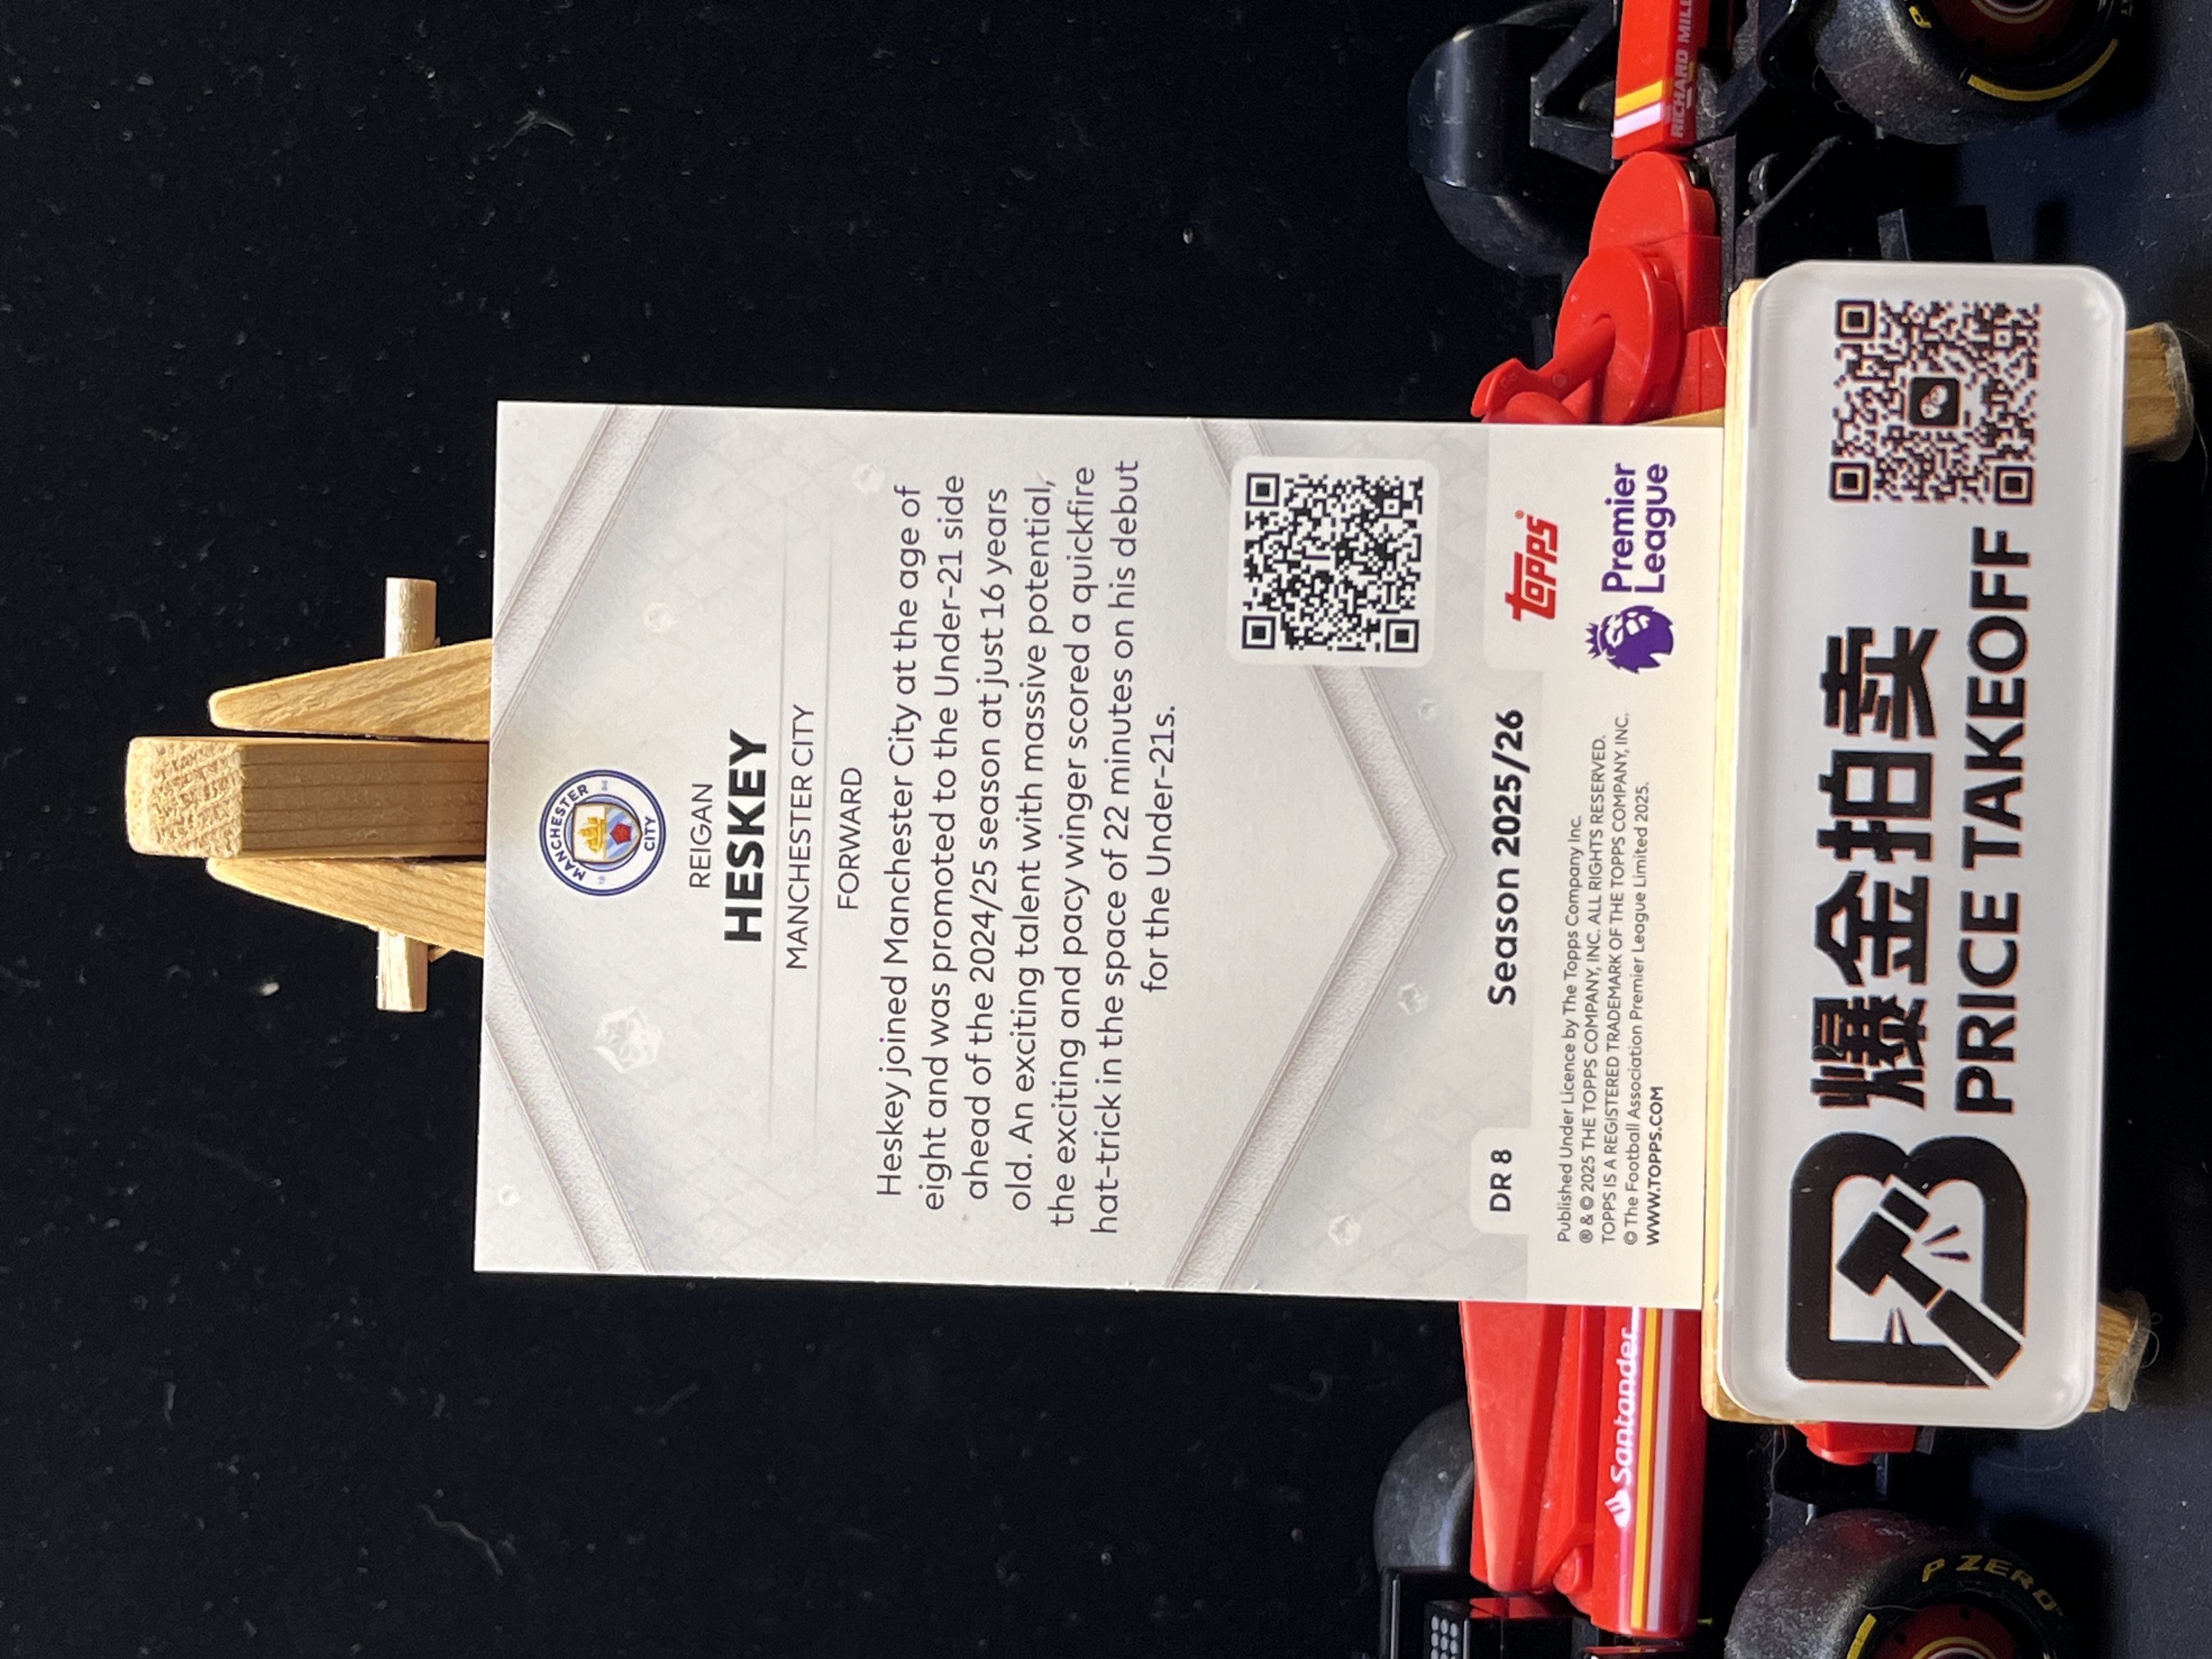 MANCHESTER
CITY
REIGAN
HESKEY
MANCHESTER CITY
FORWARD
Heskey joined Manchester City at the age of
eight and was promoted to the Under-21 side
ahead of the 2024/25 season at just 16 years
old. An exciting talent with massive potential,
the exciting and pacy winger scored a quickfire
hat-trick in the space of 22 minutes on his debut
for the Under-21s.
DR 8
Season 2025/26
topps®
Published Under Licence by The Topps Company Inc.
® & © 2025 THE TOPPS COMPANY, INC. ALL RIGHTS RESERVED.
TOPPS IS A REGISTERED TRADEMARK OF THE TOPPS COMPANY, INC.
© The Football Association Premier League Limited 2025.
WWW.TOPPS.COM
Premier
League
Santander
RICHARD MILL
P ZERO
爆金拍卖
PRICE TAKEOFF